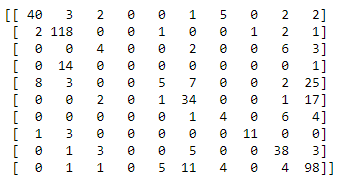 [[ 40 3 2 0 0 1 5 0 2 2]
[ 2 118 0 0 1 0 0 1 2 1]
[ 0 0 4 0 0 2 0 0 6 3]
[ 0 14 0 0 0 0 0 0 0 1]
[ 8 3 0 0 5 7 0 0 2 25]
[ 0 0 2 0 1 34 0 0 1 17]
[ 0 0 0 0 0 1 4 0 6 4]
[ 1 3 0 0 0 0 0 11 0 0]
[ 0 1 3 0 0 5 0 0 38 3]
[ 0 1 1 0 5 11 4 0 4 98]]